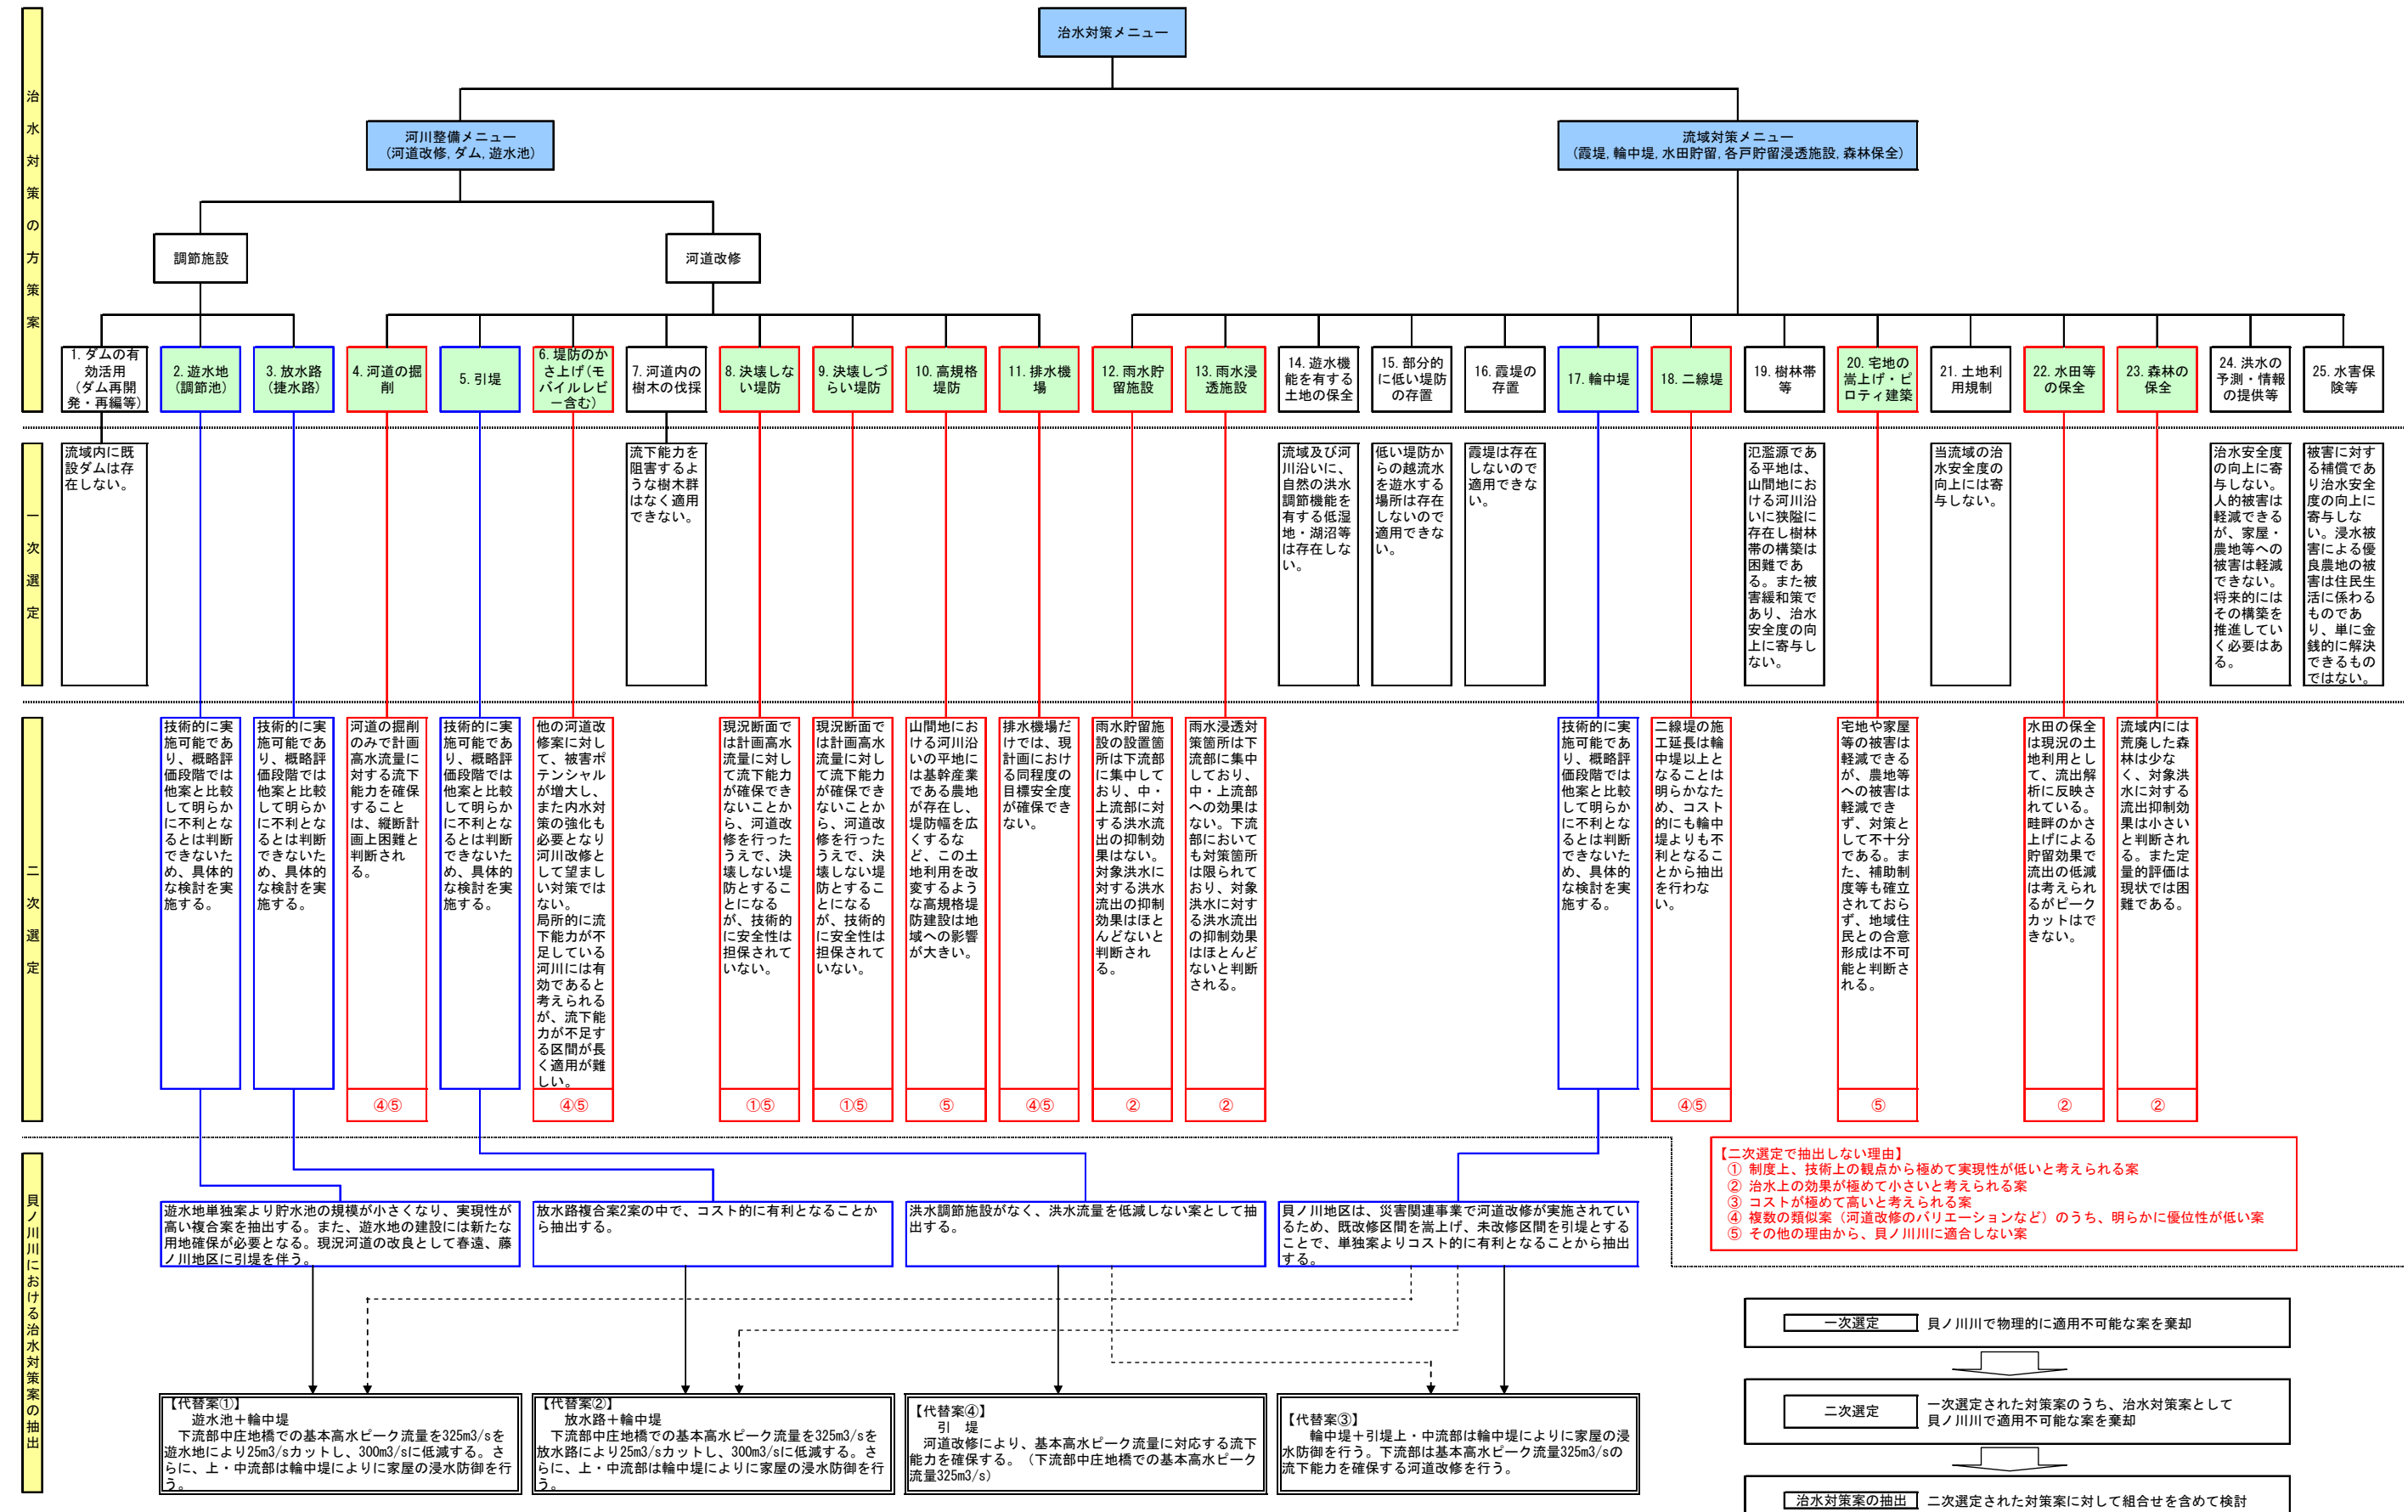 治水対策の方策案
治水対策メニュー
河川整備メニュー
(河道改修,ダム,遊水池)
流域対策メニュー
(霞堤,輪中堤,水田貯留,各戸貯留浸透施設,森林保全)
調節施設
河道改修
1.ダムの有
効活用
(ダム再開
発・再編等)
2.遊水地
(調節池)
3.放水路
(捷水路)
4.河道の掘
削
5.引堤
6.堤防のか
さ上げ(モ
バイルレビ
ー含む)
7.河道内の
樹木の伐採
8.決壊しな
い堤防
9.決壊しづ
らい堤防
10.高規格
堤防
11.排水機
場
12.雨水貯
留施設
13.雨水浸
透施設
14.遊水機
能を有する
土地の保全
15.部分的
に低い堤防
の存置
16.霞堤の
存置
17.輪中堤
18.二線堤
19.樹林帯
等
20.宅地の
嵩上げ・ピ
ロティ建築
21.土地利
用規制
22.水田等
の保全
23.森林の
保全
24.洪水の
予測・情報
の提供等
25.水害保
険等
一次選定
流域内に既
設ダムは存
在しない。
流下能力を
阻害するよ
うな樹木群
はなく適用
できない。
流域及び河
川沿いに、
自然の洪水
調節機能を
有する低湿
地・湖沼等
は存在しな
い。
低い堤防か
らの越流水
を遊水する
場所は存在
しないので
適用できな
い。
霞堤は存在
しないので
適用できな
い。
氾濫源であ
る平地は、
山間地にお
ける河川沿
いに狭隘に
存在し樹林
帯の構築は
困難であ
る。また被
害緩和策で
あり、治水
安全度の向
上に寄与し
ない。
当流域の治
水安全度の
向上には寄
与しない。
治水安全度
の向上に寄
与しない。
人的被害は
軽減できる
が、家屋・
農地等への
被害は軽減
できない。
将来的には
その構築を
推進してい
く必要はあ
る。
被害に対す
る補償であ
り治水安全
度の向上に
寄与しな
い。浸水被
害による優
良農地の被
害は住民生
活に係わる
ものであ
り、単に金
銭的に解決
できるもの
ではない。
二次選定
技術的に実
施可能であ
り、概略評
価段階では
他案と比較
して明らか
に不利とな
るとは判断
できないた
め、具体的
な検討を実
施する。
技術的に実
施可能であ
り、概略評
価段階では
他案と比較
して明らか
に不利とな
るとは判断
できないた
め、具体的
な検討を実
施する。
河道の掘削
のみで計画
高水流量に
対する流下
能力を確保
すること
は、縦断計
画上困難と
判断され
る。
④⑤
技術的に実
施可能であ
り、概略評
価段階では
他案と比較
して明らか
に不利とな
るとは判断
できないた
め、具体的
な検討を実
施する。
他の河道改
修案に対し
て、被害ポ
テンシャル
が増大し、
また内水対
策の強化も
必要となり
河川改修と
して望まし
い対策では
ない。
局所的に流
下能力が不
足している
河川には有
効であると
考えられる
が、流下能
力が不足す
る区間が長
く適用が難
しい。
④⑤
現況断面で
は計画高水
流量に対し
て流下能力
が確保でき
ないことか
ら、河道改
修を行った
うえで、決
壊しない堤
防とするこ
とになる
が、技術的
に安全性は
担保されて
いない。
①⑤
現況断面で
は計画高水
流量に対し
て流下能力
が確保でき
ないことか
ら、河道改
修を行った
うえで、決
壊しない堤
防とするこ
とになる
が、技術的
に安全性は
担保されて
いない。
①⑤
山間地にお
ける河川沿
いの平地に
は基幹産業
である農地
が存在し、
堤防幅を広
くするな
ど、この土
地利用を改
変するよう
な高規格堤
防建設は地
域への影響
が大きい。
⑤
排水機場だ
けでは、現
計画におけ
る同程度の
目標安全度
が確保でき
ない。
④⑤
雨水貯留施
設の設置箇
所は下流部
に集中して
おり、中・
上流部に対
する洪水流
出の抑制効
果はない。
対象洪水に
対する洪水
流出の抑制
効果はほと
んどないと
判断され
る。
②
雨水浸透対
策箇所は下
流部に集中
しており、
中・上流部
への効果は
ない。下流
部において
も対策箇所
は限られて
おり、対象
洪水に対す
る洪水流出
の抑制効果
はほとんど
ないと判断
される。
②
技術的に実
施可能であ
り、概略評
価段階では
他案と比較
して明らか
に不利とな
るとは判断
できないた
め、具体的
な検討を実
施する。
二線堤の施
工延長は輪
中堤以上と
なることは
明らかなた
め、コスト
的にも輪中
堤よりも不
利となるこ
とから抽出
を行わな
い。
④⑤
宅地や家屋
等の被害は
軽減できる
が、農地等
への被害は
軽減でき
ず、対策と
して不十分
である。ま
た、補助制
度等も確立
されておら
ず、地域住
民との合意
形成は不可
能と判断さ
れる。
⑤
水田の保全
は現況の土
地利用とし
て、流出解
析に反映さ
れている。
畦畔のかさ
上げによる
貯留効果で
流出の低減
は考えられ
るがピーク
カットはで
きない。
②
流域内には
荒廃した森
林は少な
く、対象洪
水に対する
流出抑制効
果は小さい
と判断され
る。また定
量的評価は
現状では困
難である。
②
【二次選定で抽出しない理由】
① 制度上、技術上の観点から極めて実現性が低いと考えられる案
② 治水上の効果が極めて小さいと考えられる案
③ コストが極めて高いと考えられる案
④ 複数の類似案(河道改修のバリエーションなど)のうち、明らかに優位性が低い案
⑤ その他の理由から、貝ノ川川に適合しない案
貝ノ川川における治水対策案の抽出
遊水地単独案より貯水池の規模が小さくなり、実現性が
高い複合案を抽出する。また、遊水地の建設には新たな
用地確保が必要となる。現況河道の改良として春遠、藤
ノ川地区に引堤を伴う。
放水路複合案2案の中で、コスト的に有利となることか
ら抽出する。
洪水調節施設がなく、洪水流量を低減しない案として抽
出する。
貝ノ川地区は、災害関連事業で河道改修が実施されてい
るため、既改修区間を嵩上げ、未改修区間を引堤とする
ことで、単独案よりコスト的に有利となることから抽出
する。
【代替案①】
遊水池+輪中堤
下流部中庄地橋での基本高水ピーク流量を325m3/sを
遊水地により25m3/sカットし、300m3/sに低減する。さ
らに、上・中流部は輪中堤によりに家屋の浸水防御を行
う。
【代替案②】
放水路+輪中堤
下流部中庄地橋での基本高水ピーク流量を325m3/sを
放水路により25m3/sカットし、300m3/sに低減する。さ
らに、上・中流部は輪中堤によりに家屋の浸水防御を行
う。
【代替案④】
引 堤
河道改修により、基本高水ピーク流量に対応する流下
能力を確保する。(下流部中庄地橋での基本高水ピーク
流量325m3/s)
【代替案③】
輪中堤+引堤上・中流部は輪中堤によりに家屋の浸
水防御を行う。下流部は基本高水ピーク流量325m3/sの
流下能力を確保する河道改修を行う。
一次選定 貝ノ川川で物理的に適用不可能な案を棄却
二次選定
一次選定された対策案のうち、治水対策案として
貝ノ川川で適用不可能な案を棄却
治水対策案の抽出 二次選定された対策案に対して組合せを含めて検討